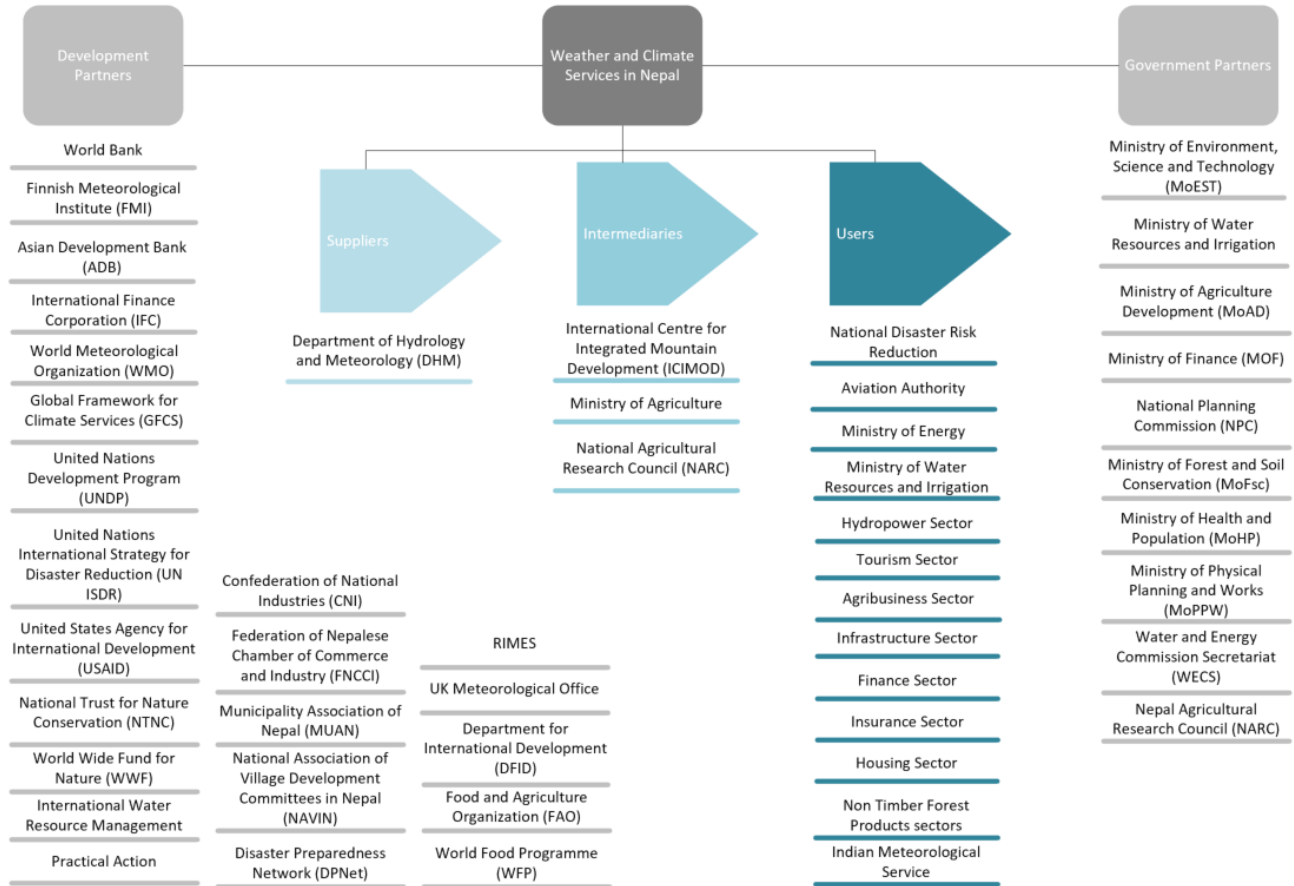 Development
Partners
Weather and Climate
Services in Nepal
Government Partners
World Bank
Finnish Meteorological
Institute (FMI)
Asian Development Bank
(ADB)
International Finance
Corporation (IFC)
World Meteorological
Organization (WMO)
Global Framework for
Climate Services (GFCS)
United Nations
Development Program
(UNDP)
United Nations
International Strategy for
Disaster Reduction (UN
ISDR)
United States Agency for
International Development
(USAID)
National Trust for Nature
Conservation (NTNC)
World Wide Fund for
Nature (WWF)
International Water
Resource Management
Practical Action
Confederation of National
Industries (CNI)
Federation of Nepalese
Chamber of Commerce
and Industry (FNCCI)
Municipality Association of
Nepal (MUAN)
National Association of
Village Development
Committees in Nepal
(NAVIN)
Disaster Preparedness
Network (DPNet)
RIMES
UK Meteorological Office
Department for
International Development
(DFID)
Food and Agriculture
Organization (FAO)
World Food Programme
(WFP)
Suppliers
Department of Hydrology
and Meteorology (DHM)
Intermediaries
International Centre for
Integrated Mountain
Development (ICIMOD)
Ministry of Agriculture
National Agricultural
Research Council (NARC)
Users
National Disaster Risk
Reduction
Aviation Authority
Ministry of Energy
Ministry of Water
Resources and Irrigation
Hydropower Sector
Tourism Sector
Agribusiness Sector
Infrastructure Sector
Finance Sector
Insurance Sector
Housing Sector
Non Timber Forest
Products sectors
Indian Meteorological
Service
Ministry of Environment,
Science and Technology
(MoEST)
Ministry of Water
Resources and Irrigation
Ministry of Agriculture
Development (MoAD)
Ministry of Finance (MOF)
National Planning
Commission (NPC)
Ministry of Forest and Soil
Conservation (MoFsc)
Ministry of Health and
Population (MoHP)
Ministry of Physical
Planning and Works
(MoPPW)
Water and Energy
Commission Secretariat
(WECS)
Nepal Agricultural
Research Council (NARC)